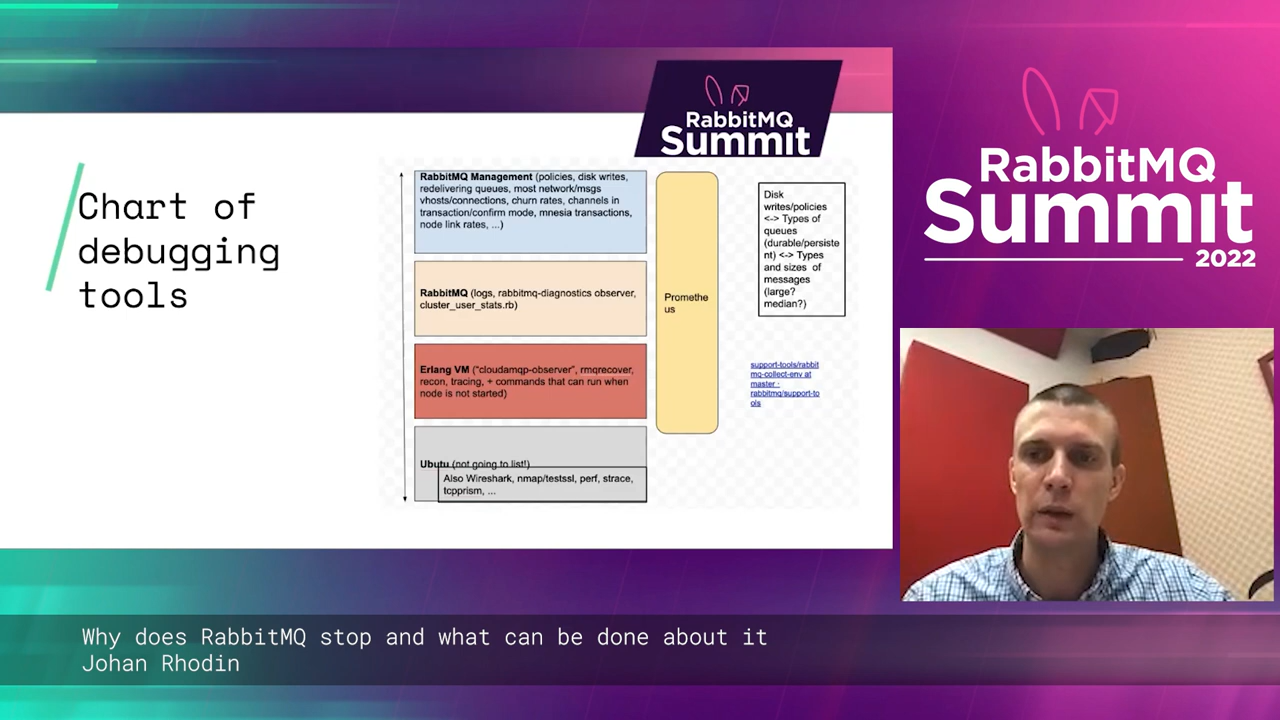 RabbitMQ
Summit
Chart of
debugging
tools
RabbitMQ Management (policies, disk writes,
redelivering queues, most network/msgs
vhosts/connections, churn rates, channels in
transaction/confirm mode, mnesia transactions,
node link rates, ...)
RabbitMQ (logs, rabbitmq-diagnostics observer,
cluster_user_stats.rb)
Erlang VM ("cloudamqp-observer", rmqrecover,
recon, tracing, + commands that can run when
node is not started)
Ubutu (not going to list!)
Also Wireshark, nmap/testssl, perf, strace,
tcpprism, ...
Promethe
us
Disk
writes/policies
<-> Types of
queues
(durable/persiste
nt) <-> Types
and sizes of
messages
(large?
median?)
support-tools/rabbit
mq-collect-env at
master ·
rabbitmq/support-to
ols
RabbitMQ
Summit
2022
Why does RabbitMQ stop and what can be done about it
Johan Rhodin